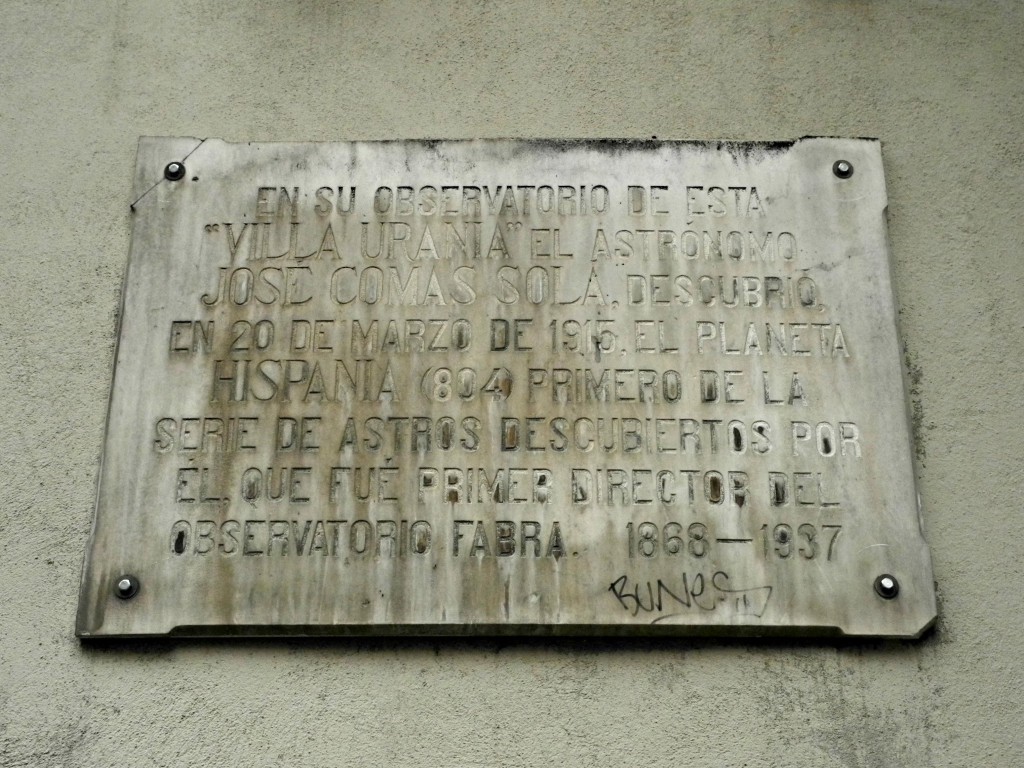 EN SU OBSERVATORIO DE ESTA
"VILLA URANIA" EL ASTRÓNOMO
JOSÉ COMAS SOLÁ, DESCUBRIÓ,
EN 20 DE MARZO DE 1915, EL PLANETA
HISPANIA (804) PRIMERO DE LA
SERIE DE ASTROS DESCUBIERTOS POR
ÉL, QUE FUÉ PRIMER DIRECTOR DEL
OBSERVATORIO FABRA. 1868—1937